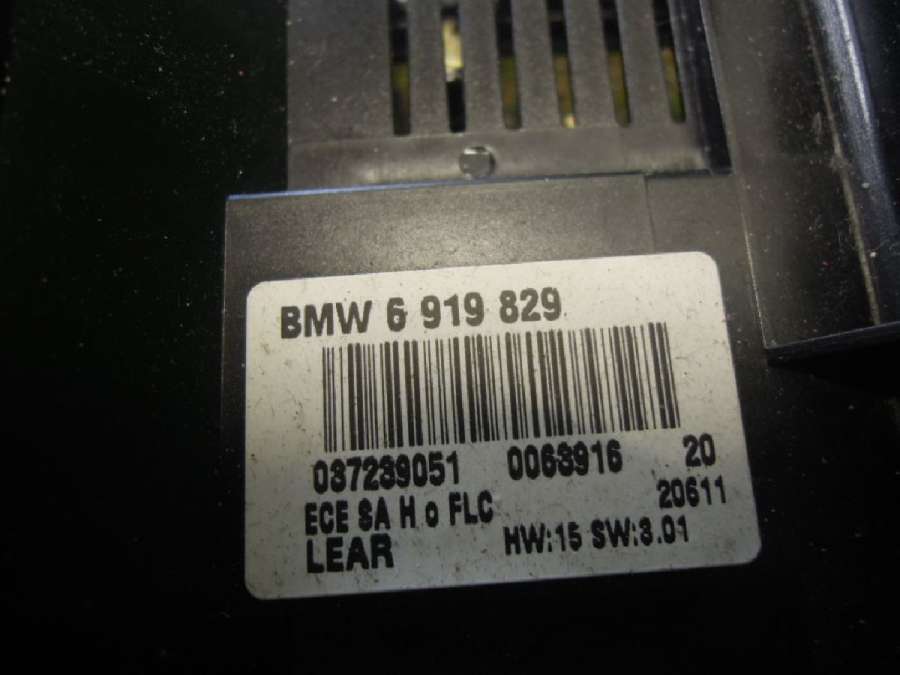 BMW 6 919 829
037239051 0063916 20
20611
ECE SA H o FLC
LEAR HW:15 SW:3.01